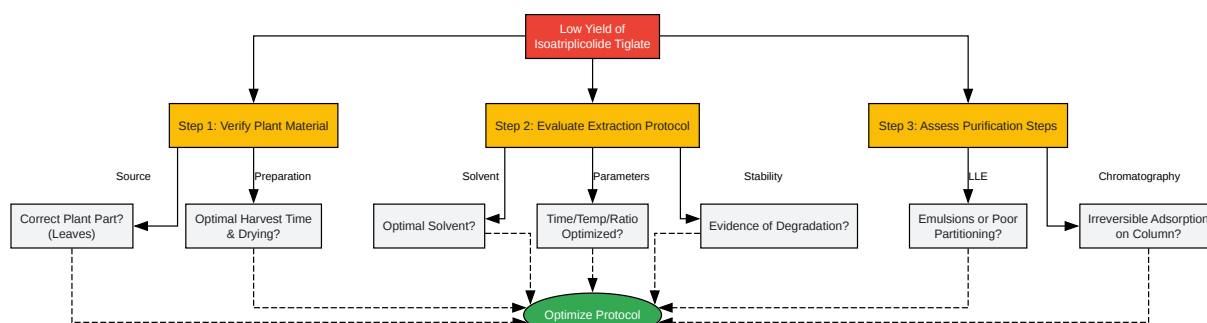 Low Yield of
Isoatriplicolide Tiglate
Step 1: Verify Plant Material
Step 2: Evaluate Extraction Protocol
Step 3: Assess Purification Steps
Source
Preparation
Solvent
Parameters
Stability
LLE
Chromatography
Correct Plant Part?
(Leaves)
Optimal Harvest Time
& Drying?
Optimal Solvent?
Time/Temp/Ratio
Optimized?
Evidence of Degradation?
Emulsions or Poor
Partitioning?
Irreversible Adsorption
on Column?
Optimize Protocol